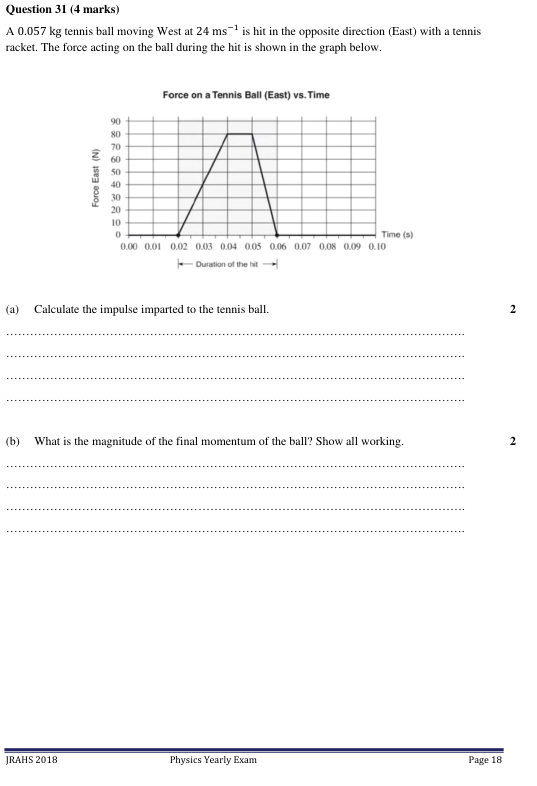 Question 31 (4 marks)
A 0.057 kg tennis ball moving West at 24 ms⁻¹ is hit in the opposite direction (East) with a tennis
racket. The force acting on the ball during the hit is shown in the graph below.
Force on a Tennis Ball (East) vs. Time
Force East (N)
90
80
70
60
50
40
30
20
10
0
Time (s)
0.00 0.01 0.02 0.03 0.04 0.05 0.06 0.07 0.08 0.09 0.10
Duration of the hit
(a) Calculate the impulse imparted to the tennis ball. 2
(b) What is the magnitude of the final momentum of the ball? Show all working. 2
JRAHS 2018 Physics Yearly Exam Page 18